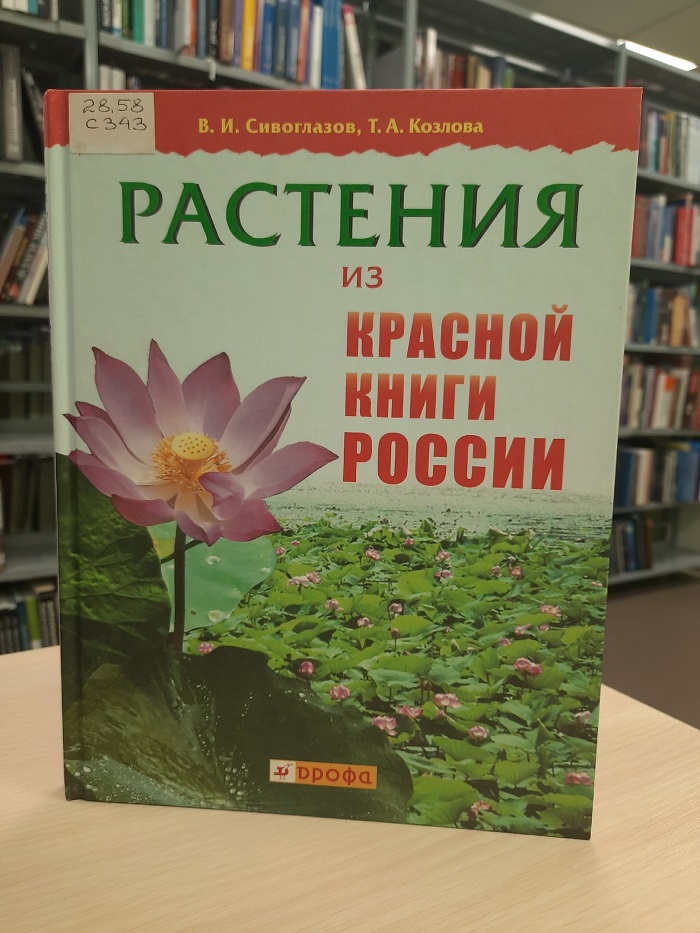 28.58
С343
В. И. Сивоглазов, Т. А. Козлова
РАСТЕНИЯ
ИЗ
КРАСНОЙ
КНИГИ
РОССИИ
дрофа